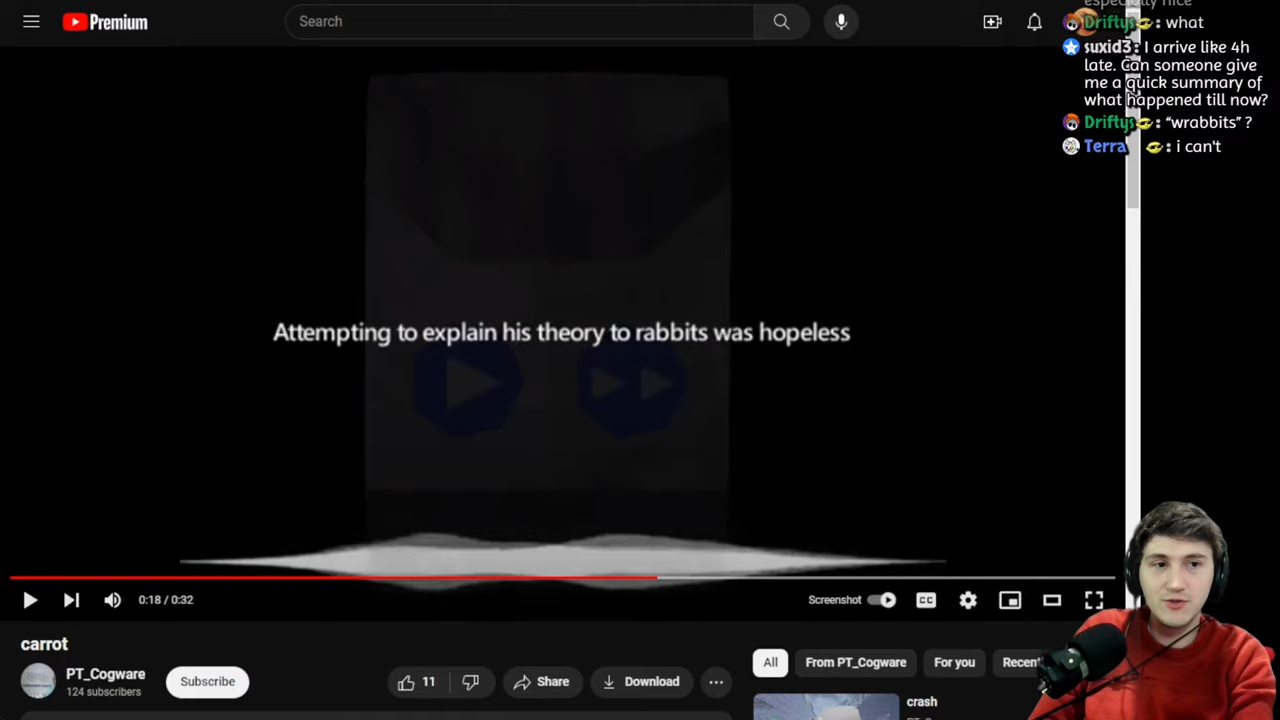 Premium
Search
especially nice
Driftys: what
suxid3: I arrive like 4h
late. Can someone give
me a quick summary of
what happened till now?
Driftys: “wrabbits” ?
Terra : i can't
Attempting to explain his theory to rabbits was hopeless
0:18 / 0:32
Screenshot
CC
carrot
PT_Cogware
124 subscribers
Subscribe
11
Share
Download
All
From PT_Cogware
For you
crash